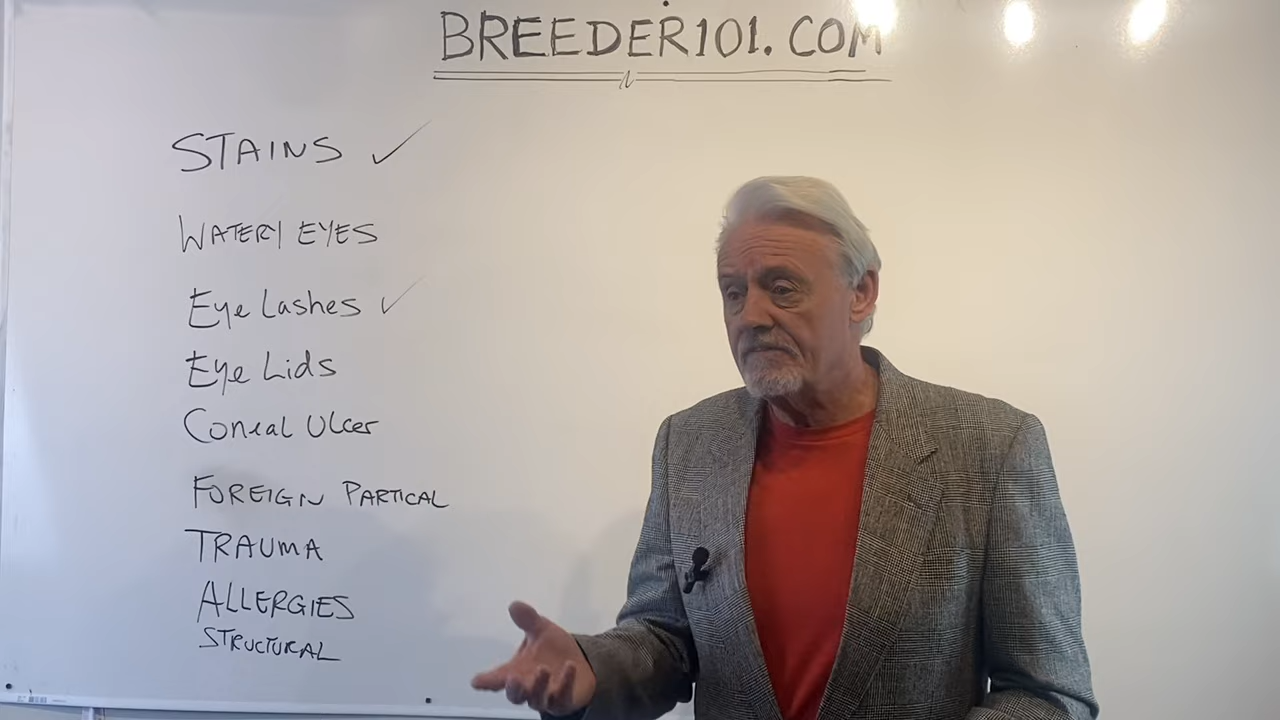 BREEDER101.COM
STAINS ✓
WATERY EYES
Eye Lashes ✓
Eye Lids
Coneal Ulcer
FOREIGN PARTICAL
TRAUMA
ALLERGIES
STRUCTURAL